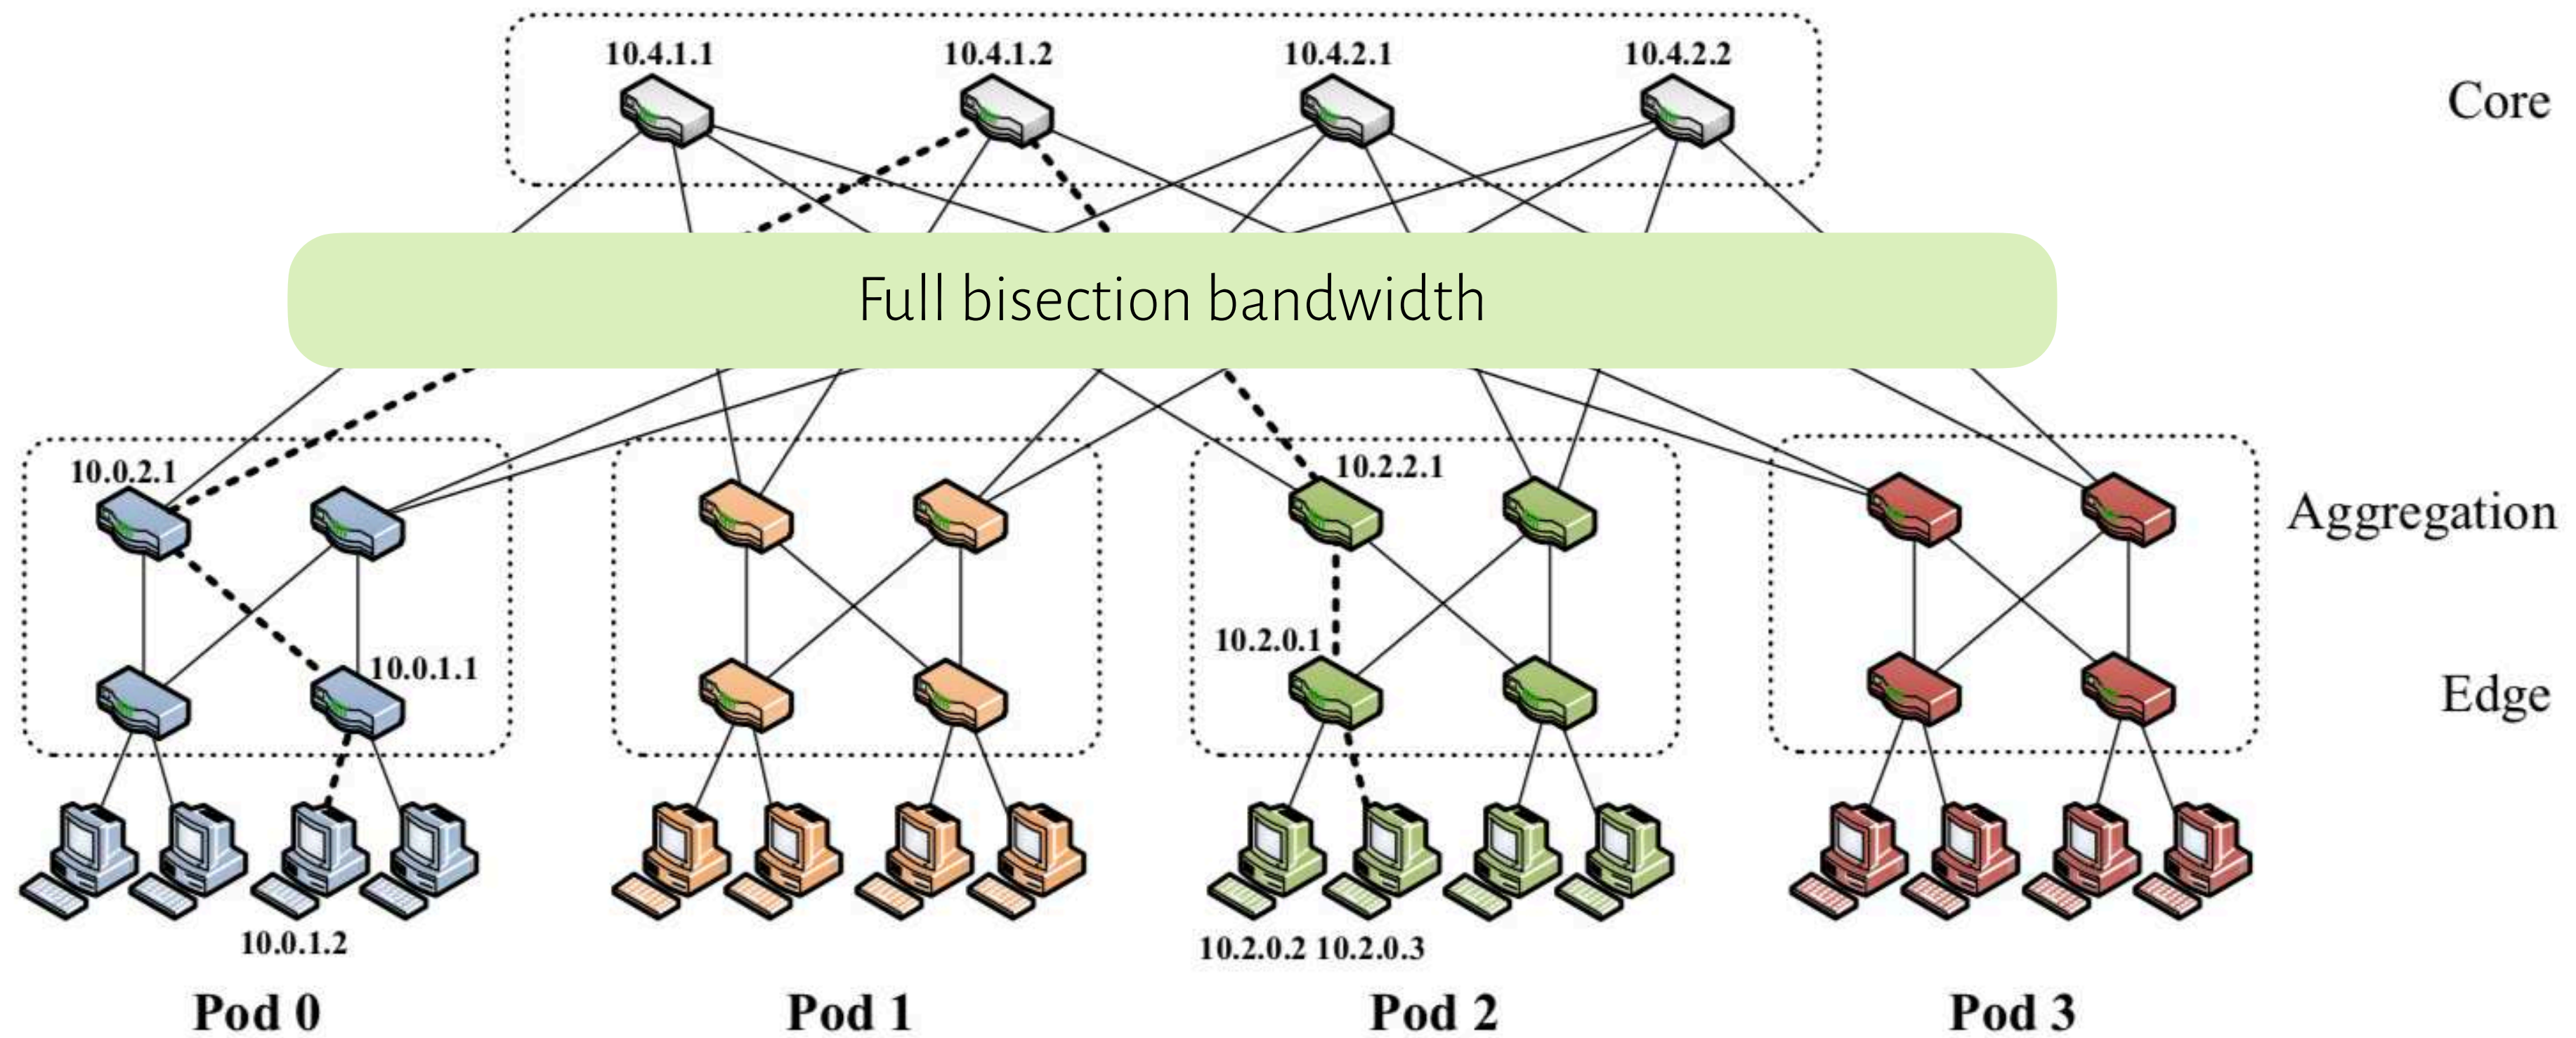 10.4.1.1
10.4.1.2
10.4.2.1
10.4.2.2
Core
Full bisection bandwidth
10.0.2.1
10.2.2.1
Aggregation
10.0.1.1
10.2.0.1
Edge
10.0.1.2
10.2.0.2 10.2.0.3
Pod 0
Pod 1
Pod 2
Pod 3